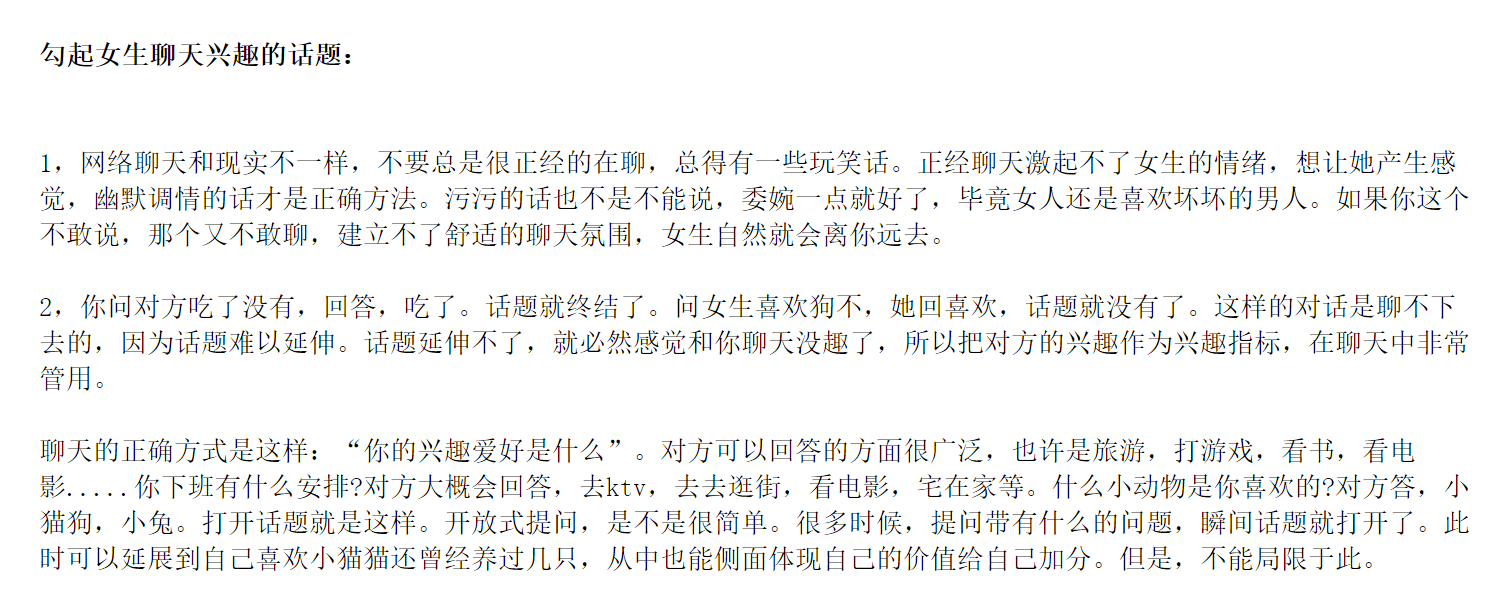 勾起女生聊天兴趣的话题：
1，网络聊天和现实不一样，不要总是很正经的在聊，总得有一些玩笑话。正经聊天激起不了女生的情绪，想让她产生感
觉，幽默调情的话才是正确方法。污污的话也不是不能说，委婉一点就好了，毕竟女人还是喜欢坏坏的男人。如果你这个
不敢说，那个又不敢聊，建立不了舒适的聊天氛围，女生自然就会离你远去。
2，你问对方吃了没有，回答，吃了。话题就终结了。问女生喜欢狗不，她回喜欢，话题就没有了。这样的对话是聊不下
去的，因为话题难以延伸。话题延伸不了，就必然感觉和你聊天没趣了，所以把对方的兴趣作为兴趣指标，在聊天中非常
管用。
聊天的正确方式是这样：“你的兴趣爱好是什么”。对方可以回答的方面很广泛，也许是旅游，打游戏，看书，看电
影.....你下班有什么安排?对方大概会回答，去ktv，去去逛街，看电影，宅在家等。什么小动物是你喜欢的?对方答，小
猫狗，小兔。打开话题就是这样。开放式提问，是不是很简单。很多时候，提问带有什么的问题，瞬间话题就打开了。此
时可以延展到自己喜欢小猫猫还曾经养过几只，从中也能侧面体现自己的价值给自己加分。但是，不能局限于此。